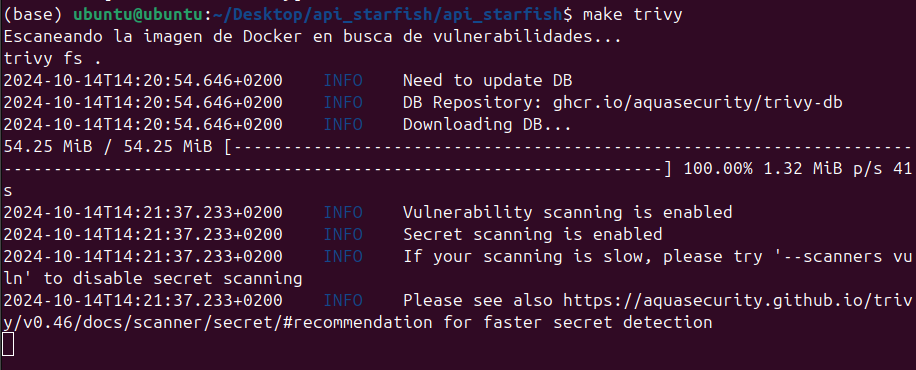 (base) ubuntu@ubuntu:~/Desktop/api_starfish/api_starfish$ make trivy
Escaneando la imagen de Docker en busca de vulnerabilidades...
trivy fs .
2024-10-14T14:20:54.646+0200    INFO    Need to update DB
2024-10-14T14:20:54.646+0200    INFO    DB Repository: ghcr.io/aquasecurity/trivy-db
2024-10-14T14:20:54.646+0200    INFO    Downloading DB...
54.25 MiB / 54.25 MiB [--------------------------------------------------------------------
------------------------------------------------------------------] 100.00% 1.32 MiB p/s 41
s
2024-10-14T14:21:37.233+0200    INFO    Vulnerability scanning is enabled
2024-10-14T14:21:37.233+0200    INFO    Secret scanning is enabled
2024-10-14T14:21:37.233+0200    INFO    If your scanning is slow, please try '--scanners vu
ln' to disable secret scanning
2024-10-14T14:21:37.233+0200    INFO    Please see also https://aquasecurity.github.io/triv
y/v0.46/docs/scanner/secret/#recommendation for faster secret detection